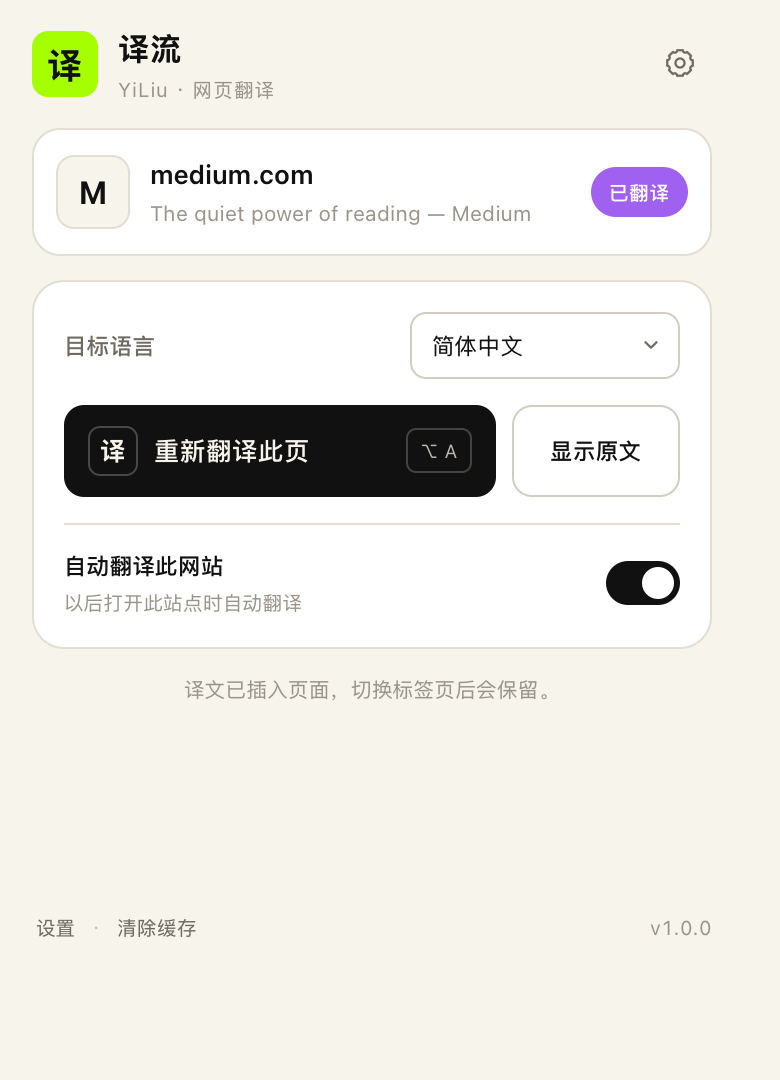 译
译流
YiLiu · 网页翻译
M
medium.com
The quiet power of reading — Medium
已翻译
目标语言
简体中文
译 重新翻译此页 ⌥ A
显示原文
自动翻译此网站
以后打开此站点时自动翻译
译文已插入页面，切换标签页后会保留。
设置 · 清除缓存
v1.0.0